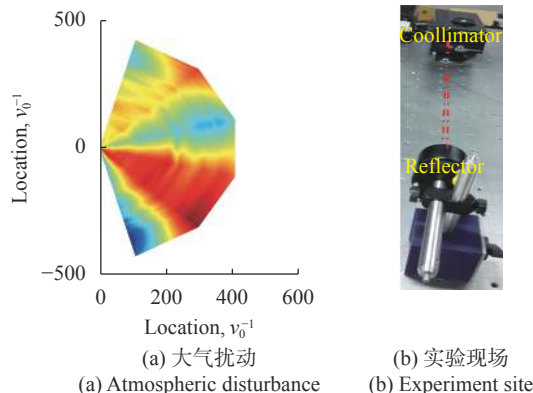 500
0
−500
0
200
400
600
Location, v₀⁻¹
Location, v₀⁻¹
(a) 大气扰动
(a) Atmospheric disturbance
Coollimator
Reflector
(b) 实验现场
(b) Experiment site